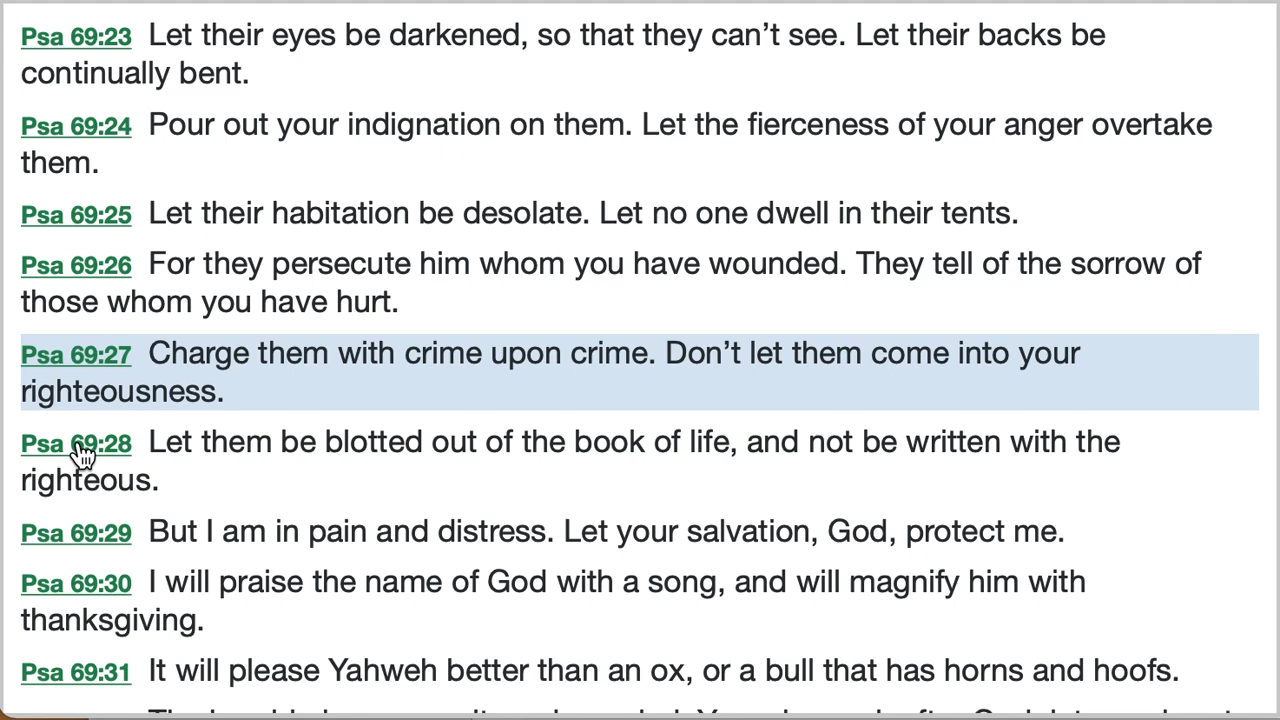 Psa 69:23 Let their eyes be darkened, so that they can’t see. Let their backs be
continually bent.
Psa 69:24 Pour out your indignation on them. Let the fierceness of your anger overtake
them.
Psa 69:25 Let their habitation be desolate. Let no one dwell in their tents.
Psa 69:26 For they persecute him whom you have wounded. They tell of the sorrow of
those whom you have hurt.
Psa 69:27 Charge them with crime upon crime. Don’t let them come into your
righteousness.
Psa 69:28 Let them be blotted out of the book of life, and not be written with the
righteous.
Psa 69:29 But I am in pain and distress. Let your salvation, God, protect me.
Psa 69:30 I will praise the name of God with a song, and will magnify him with
thanksgiving.
Psa 69:31 It will please Yahweh better than an ox, or a bull that has horns and hoofs.